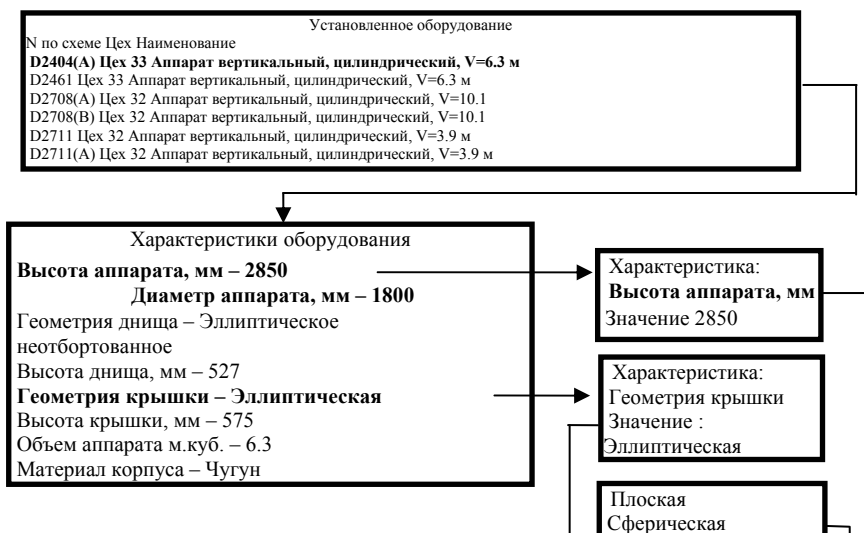 Установленное оборудование
N по схеме Цех Наименование
D2404(A) Цех 33 Аппарат вертикальный, цилиндрический, V=6.3 м
D2461 Цех 33 Аппарат вертикальный, цилиндрический, V=6.3 м
D2708(A) Цех 32 Аппарат вертикальный, цилиндрический, V=10.1
D2708(B) Цех 32 Аппарат вертикальный, цилиндрический, V=10.1
D2711 Цех 32 Аппарат вертикальный, цилиндрический, V=3.9 м
D2711(A) Цех 32 Аппарат вертикальный, цилиндрический, V=3.9 м
Характеристики оборудования
Высота аппарата, мм – 2850
Диаметр аппарата, мм – 1800
Геометрия днища – Эллиптическое
неотбортованное
Высота днища, мм – 527
Геометрия крышки – Эллиптическая
Высота крышки, мм – 575
Объем аппарата м.куб. – 6.3
Материал корпуса – Чугун
Характеристика:
Высота аппарата, мм
Значение 2850
Характеристика:
Геометрия крышки
Значение :
Эллиптическая
Плоская
Сферическая